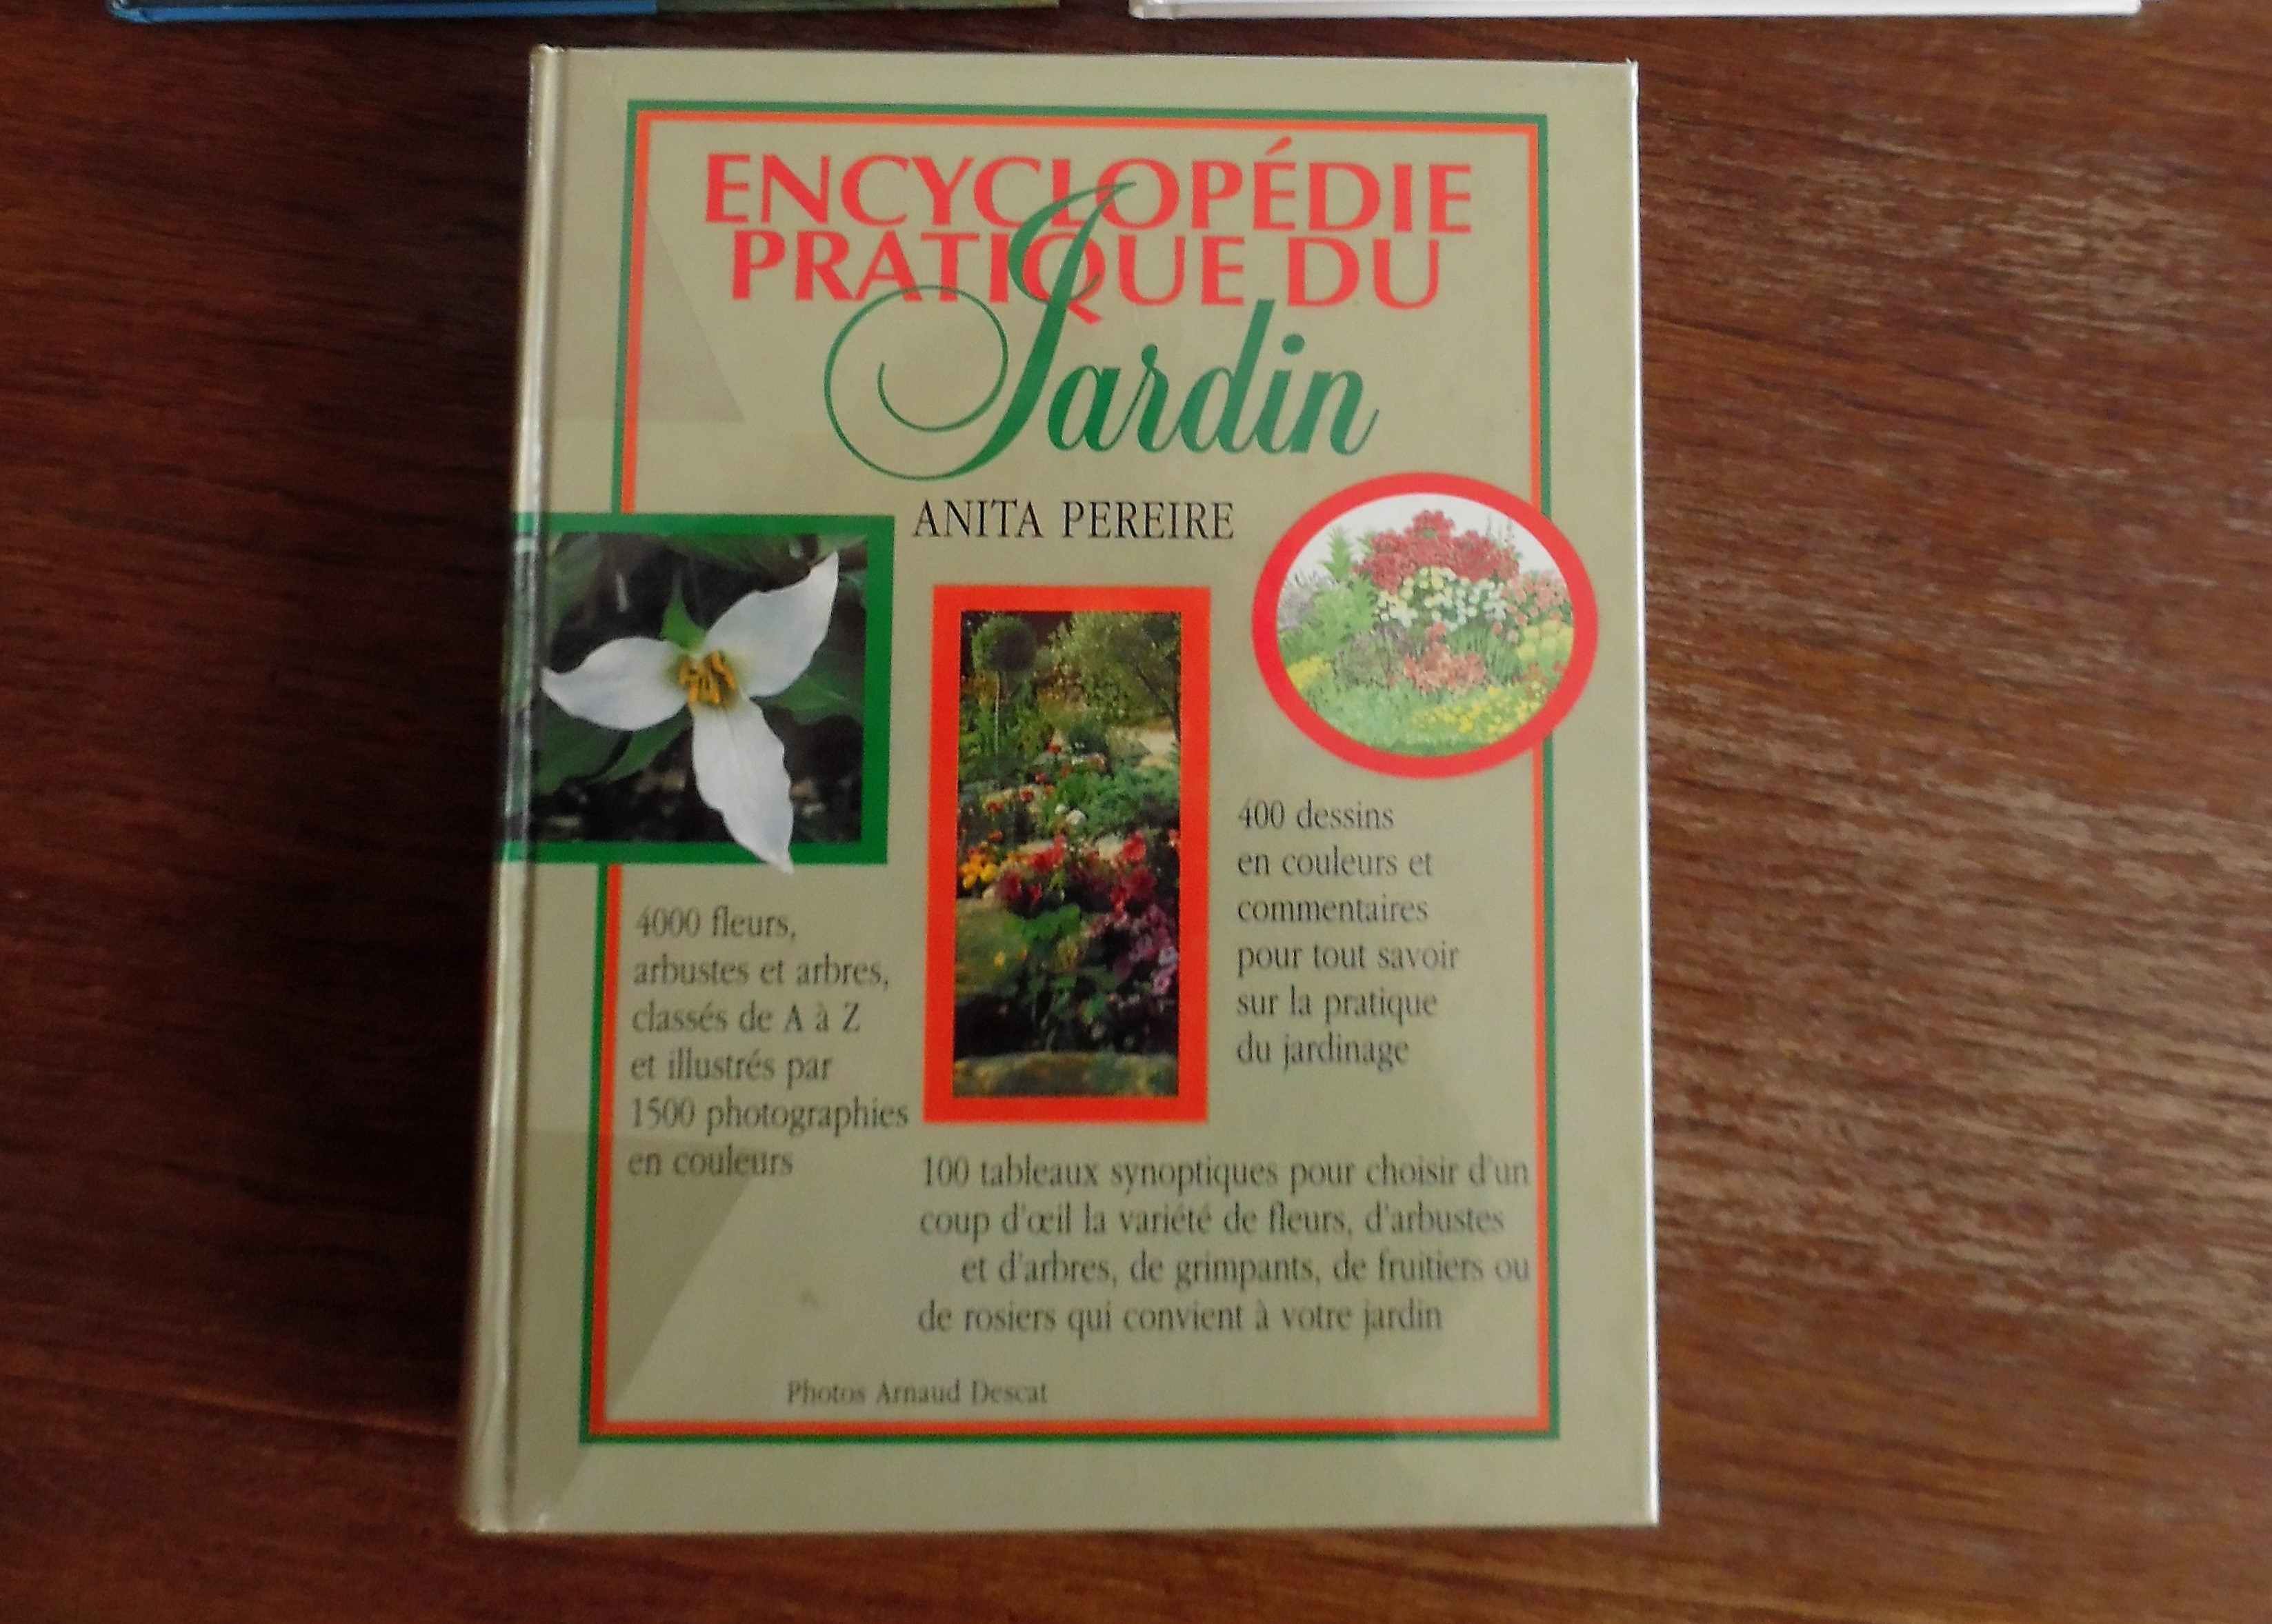 ENCYCLOPÉDIE
PRATIQUE DU
Jardin
ANITA PEREIRE
4000 fleurs,
arbustes et arbres,
classés de A à Z
et illustrés par
1500 photographies
en couleurs
400 dessins
en couleurs et
commentaires
pour tout savoir
sur la pratique
du jardinage
100 tableaux synoptiques pour choisir d'un
coup d'œil la variété de fleurs, d'arbustes
et d'arbres, de grimpants, de fruitiers ou
de rosiers qui convient à votre jardin
Photos Arnaud Descat